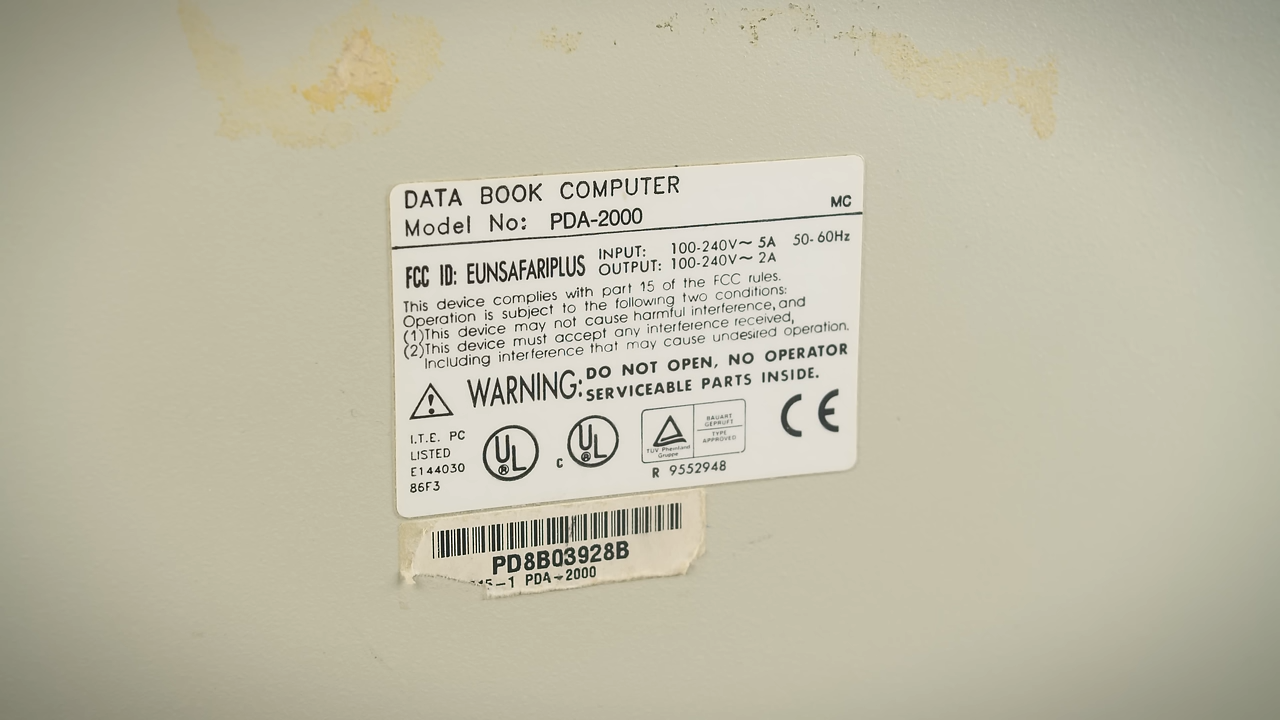 DATA BOOK COMPUTER
Model No: PDA-2000 MC
FCC ID: EUNSAFARIPLUS
INPUT: 100-240V~ 5A 50-60Hz
OUTPUT: 100-240V~ 2A
This device complies with part 15 of the FCC rules.
Operation is subject to the following two conditions:
(1)This device may not cause harmful interference, and
(2)This device must accept any interference received,
Including interference that may cause undesired operation.
WARNING: DO NOT OPEN, NO OPERATOR
SERVICEABLE PARTS INSIDE.
I.T.E. PC
LISTED
E144030
86F3
UL ®
C UL ®
TUV Rheinland
Gruppe
BAUART
GEPRUFT
TYPE
APPROVED
R 9552948
CE
PD8B03928B
15-1 PDA-2000